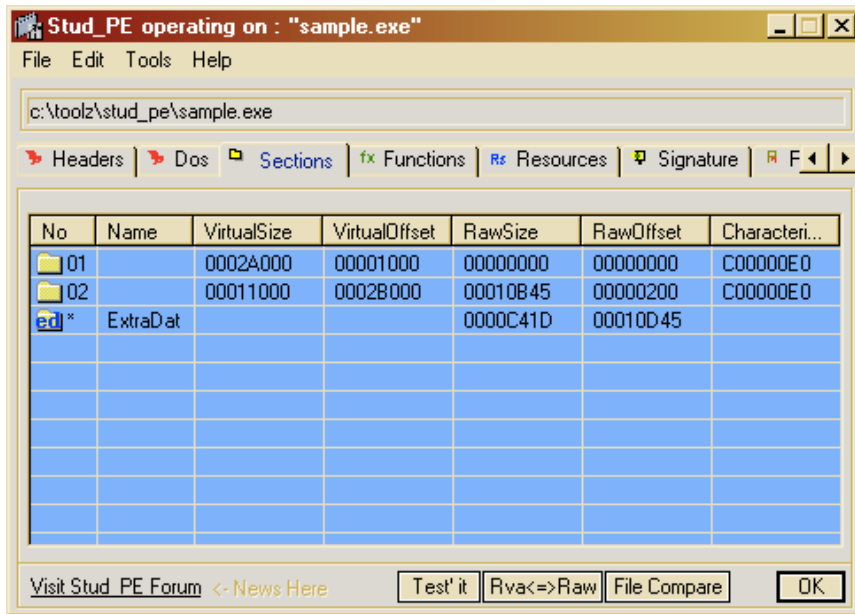 Stud_PE operating on : "sample.exe"
File Edit Tools Help
c:\toolz\stud_pe\sample.exe
Headers Dos Sections fx Functions Rs Resources Signature F
No Name VirtualSize VirtualOffset RawSize RawOffset Characteri...
01 0002A000 00001000 00000000 00000000 C00000E0
02 00011000 0002B000 00010B45 00000200 C00000E0
ed * ExtraDat 0000C41D 00010D45
Visit Stud_PE Forum <- News Here Test' it Rva<=>Raw File Compare OK